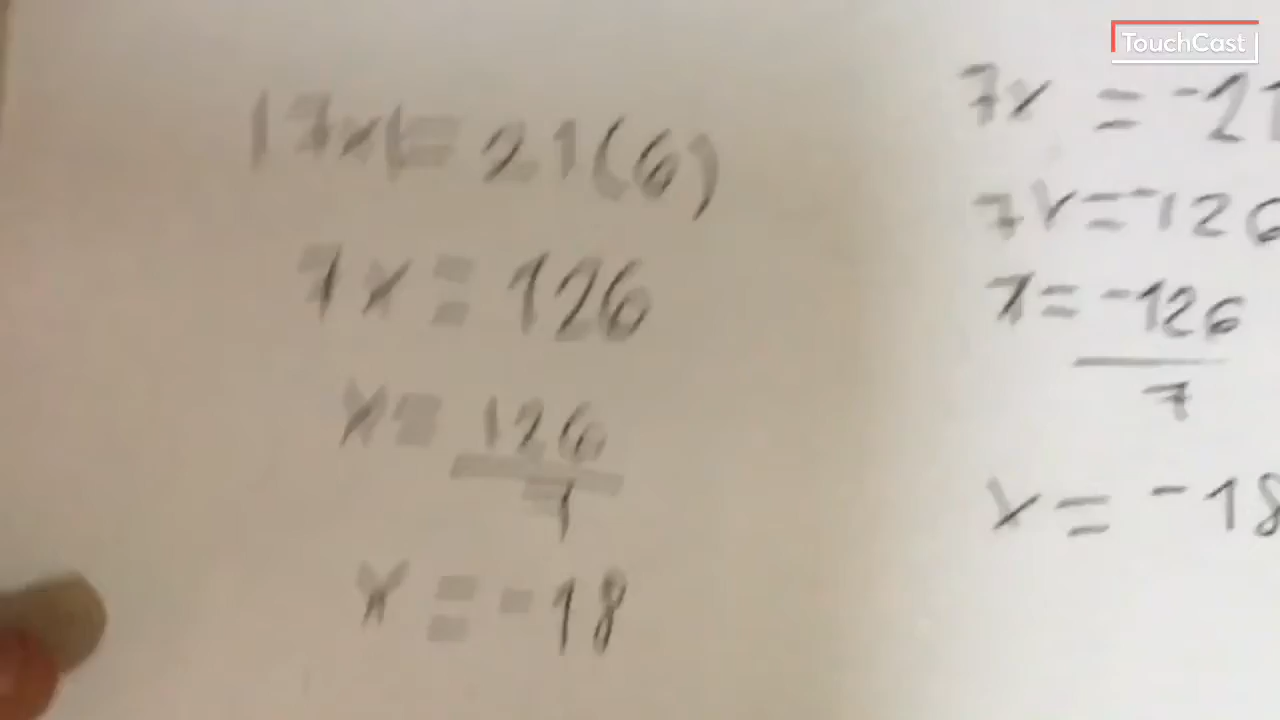 TouchCast
|7x|= 21(6)
7x = 126
x= 126
7
x = -18
7x = -21
7x = -126
x= -126
7
x = -18